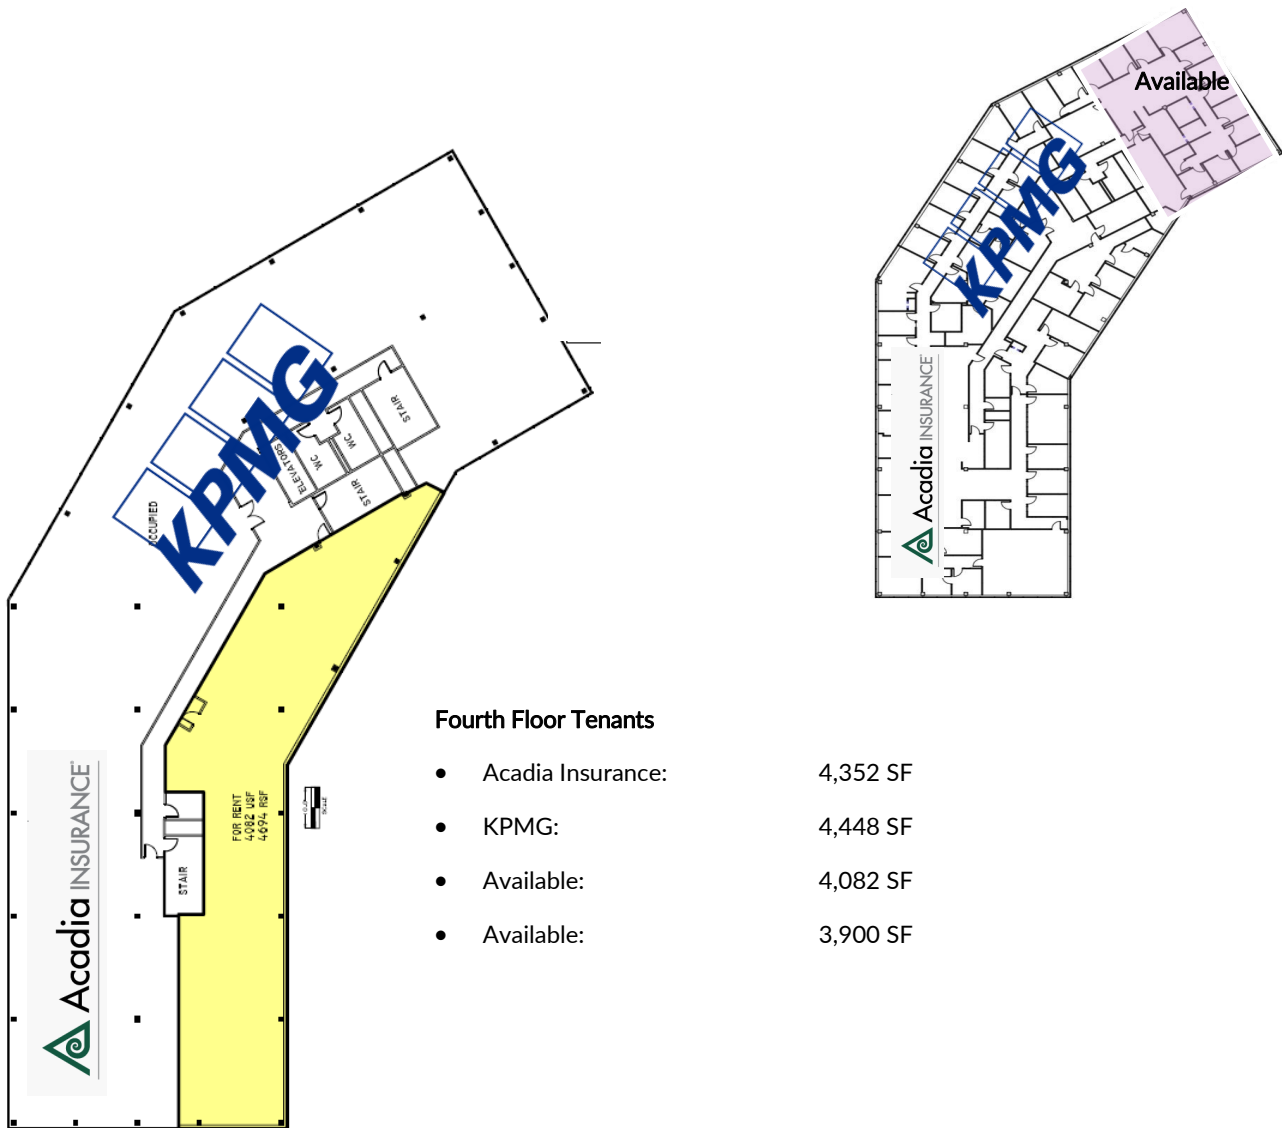 Available
KPMG
Acadia INSURANCE®
KPMG
OCCUPIED
ELEVATORS
WC
WC
STAIR
STAIR
FOR RENT
4082 USF
4694 RSF
STAIR
SCALE
Acadia INSURANCE®
Fourth Floor Tenants
• Acadia Insurance: 4,352 SF
• KPMG: 4,448 SF
• Available: 4,082 SF
• Available: 3,900 SF